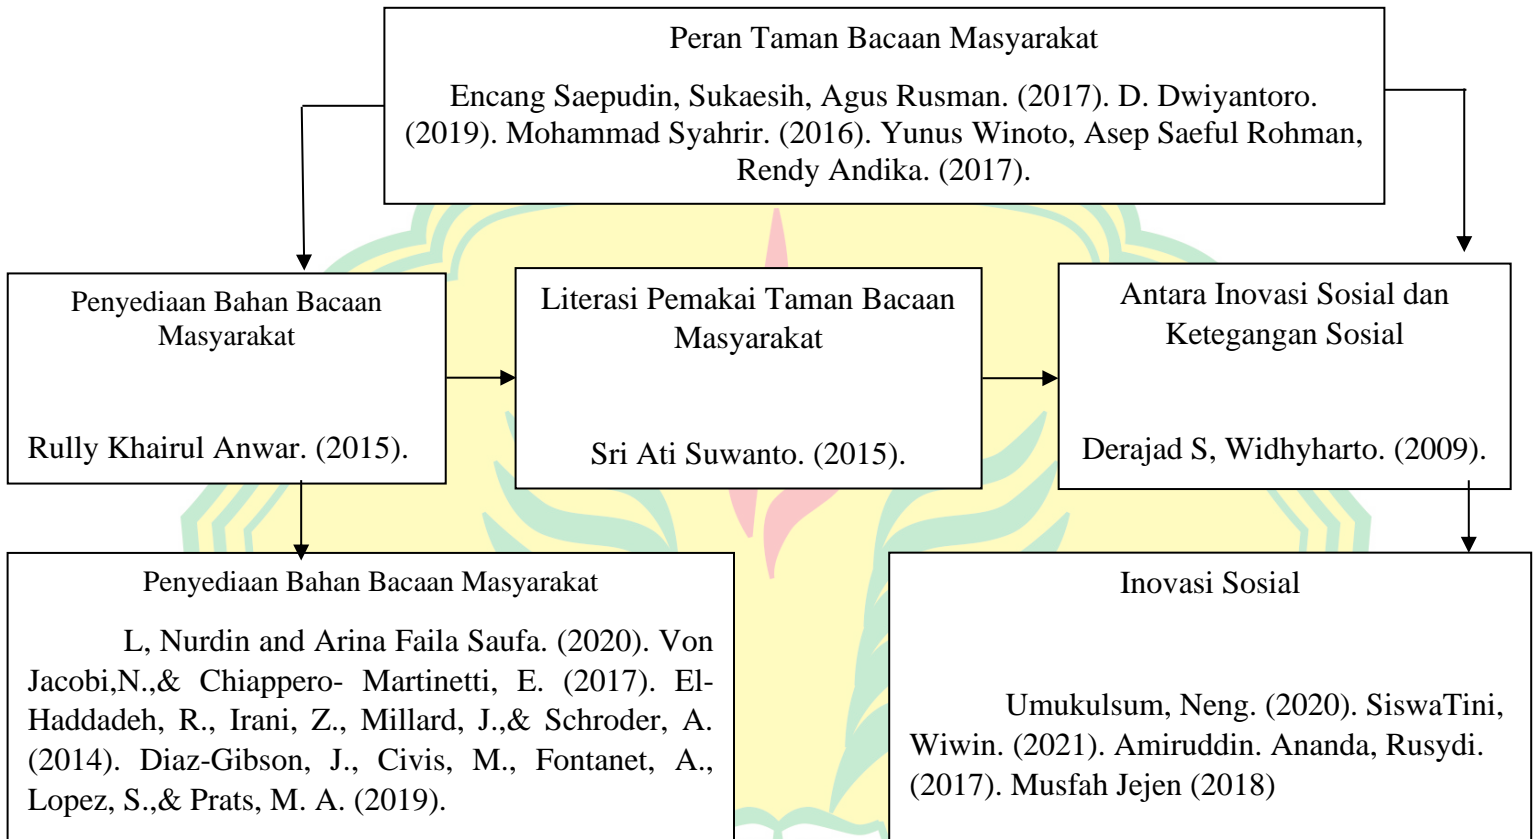 Peran Taman Bacaan Masyarakat
Encang Saepudin, Sukaesih, Agus Rusman. (2017). D. Dwiyantoro.
(2019). Mohammad Syahrir. (2016). Yunus Winoto, Asep Saeful Rohman,
Rendy Andika. (2017).
Penyediaan Bahan Bacaan
Masyarakat
Rully Khairul Anwar. (2015).
Literasi Pemakai Taman Bacaan
Masyarakat
Sri Ati Suwanto. (2015).
Antara Inovasi Sosial dan
Ketegangan Sosial
Derajad S, Widhyharto. (2009).
Penyediaan Bahan Bacaan Masyarakat
L, Nurdin and Arina Faila Saufa. (2020). Von
Jacobi,N.,& Chiappero- Martinetti, E. (2017). El-
Haddadeh, R., Irani, Z., Millard, J.,& Schroder, A.
(2014). Diaz-Gibson, J., Civis, M., Fontanet, A.,
Lopez, S.,& Prats, M. A. (2019).
Inovasi Sosial
Umukulsum, Neng. (2020). SiswaTini,
Wiwin. (2021). Amiruddin. Ananda, Rusydi.
(2017). Musfah Jejen (2018)